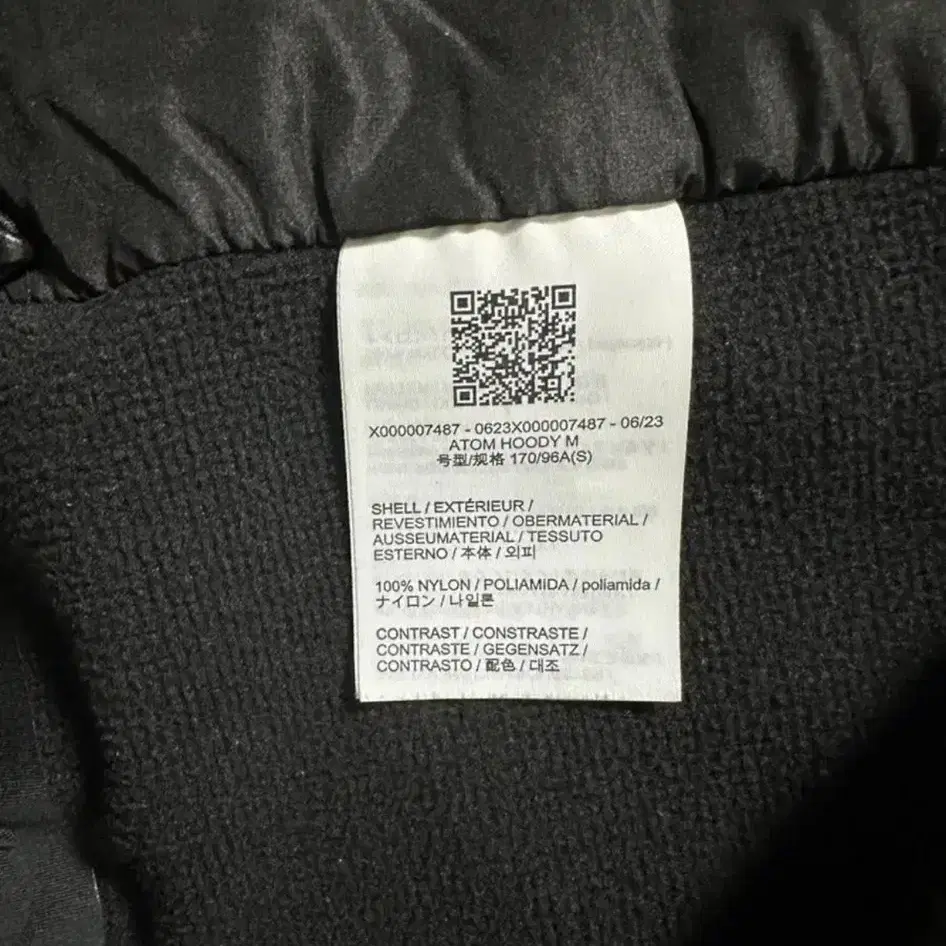 X000007487 - 0623X000007487 - 06/23
ATOM HOODY M
号型/规格 170/96A(S)
SHELL / EXTÉRIEUR /
REVESTIMIENTO / OBERMATERIAL /
AUSSEUMATERIAL / TESSUTO
ESTERNO / 本体 / 외피
100% NYLON / POLIAMIDA / poliamida /
ナイロン / 나일론
CONTRAST / CONSTRASTE /
CONTRASTE / GEGENSATZ /
CONTRASTO / 配色 / 대조